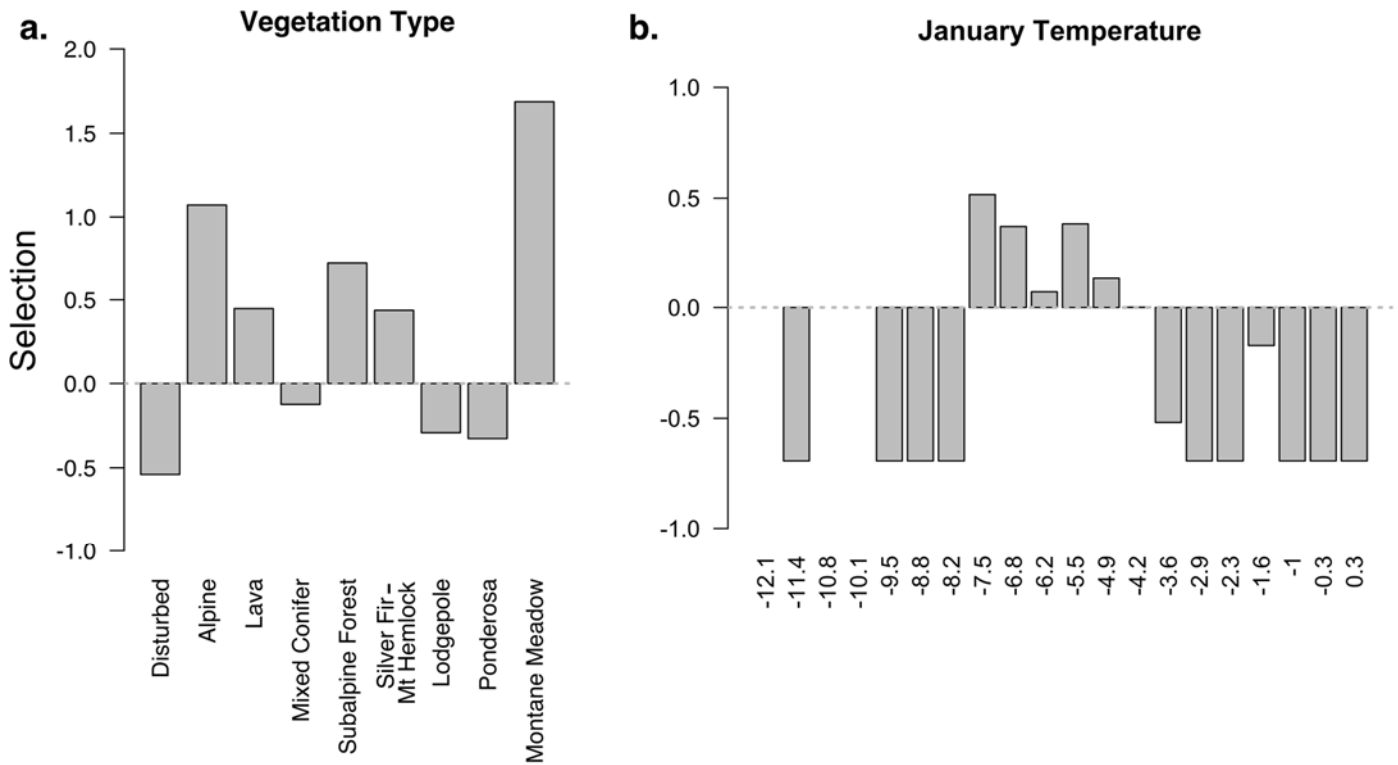 a.
Vegetation Type
2.0
1.5
1.0
0.5
0.0
-0.5
-1.0
Selection
Disturbed
Alpine
Lava
Mixed Conifer
Subalpine Forest
Silver Fir –
Mt Hemlock
Lodgepole
Ponderosa
Montane Meadow
b.
January Temperature
1.0
0.5
0.0
-0.5
-1.0
-12.1
-11.4
-10.8
-10.1
-9.5
-8.8
-8.2
-7.5
-6.8
-6.2
-5.5
-4.9
-4.2
-3.6
-2.9
-2.3
-1.6
-1
-0.3
0.3